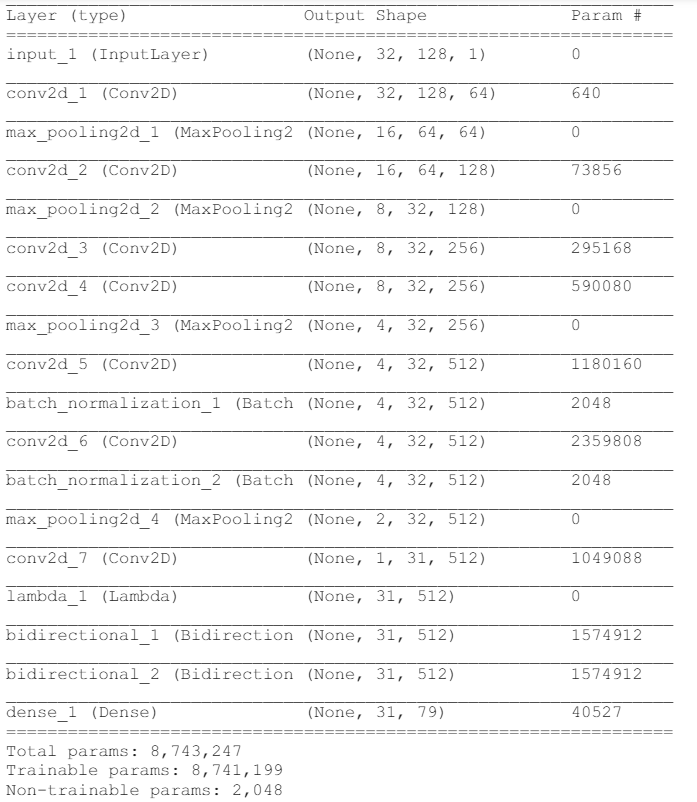 Layer (type) Output Shape Param #
=================================================================
input_1 (InputLayer) (None, 32, 128, 1) 0
conv2d_1 (Conv2D) (None, 32, 128, 64) 640
max_pooling2d_1 (MaxPooling2 (None, 16, 64, 64) 0
conv2d_2 (Conv2D) (None, 16, 64, 128) 73856
max_pooling2d_2 (MaxPooling2 (None, 8, 32, 128) 0
conv2d_3 (Conv2D) (None, 8, 32, 256) 295168
conv2d_4 (Conv2D) (None, 8, 32, 256) 590080
max_pooling2d_3 (MaxPooling2 (None, 4, 32, 256) 0
conv2d_5 (Conv2D) (None, 4, 32, 512) 1180160
batch_normalization_1 (Batch (None, 4, 32, 512) 2048
conv2d_6 (Conv2D) (None, 4, 32, 512) 2359808
batch_normalization_2 (Batch (None, 4, 32, 512) 2048
max_pooling2d_4 (MaxPooling2 (None, 2, 32, 512) 0
conv2d_7 (Conv2D) (None, 1, 31, 512) 1049088
lambda_1 (Lambda) (None, 31, 512) 0
bidirectional_1 (Bidirection (None, 31, 512) 1574912
bidirectional_2 (Bidirection (None, 31, 512) 1574912
dense_1 (Dense) (None, 31, 79) 40527
=================================================================
Total params: 8,743,247
Trainable params: 8,741,199
Non-trainable params: 2,048